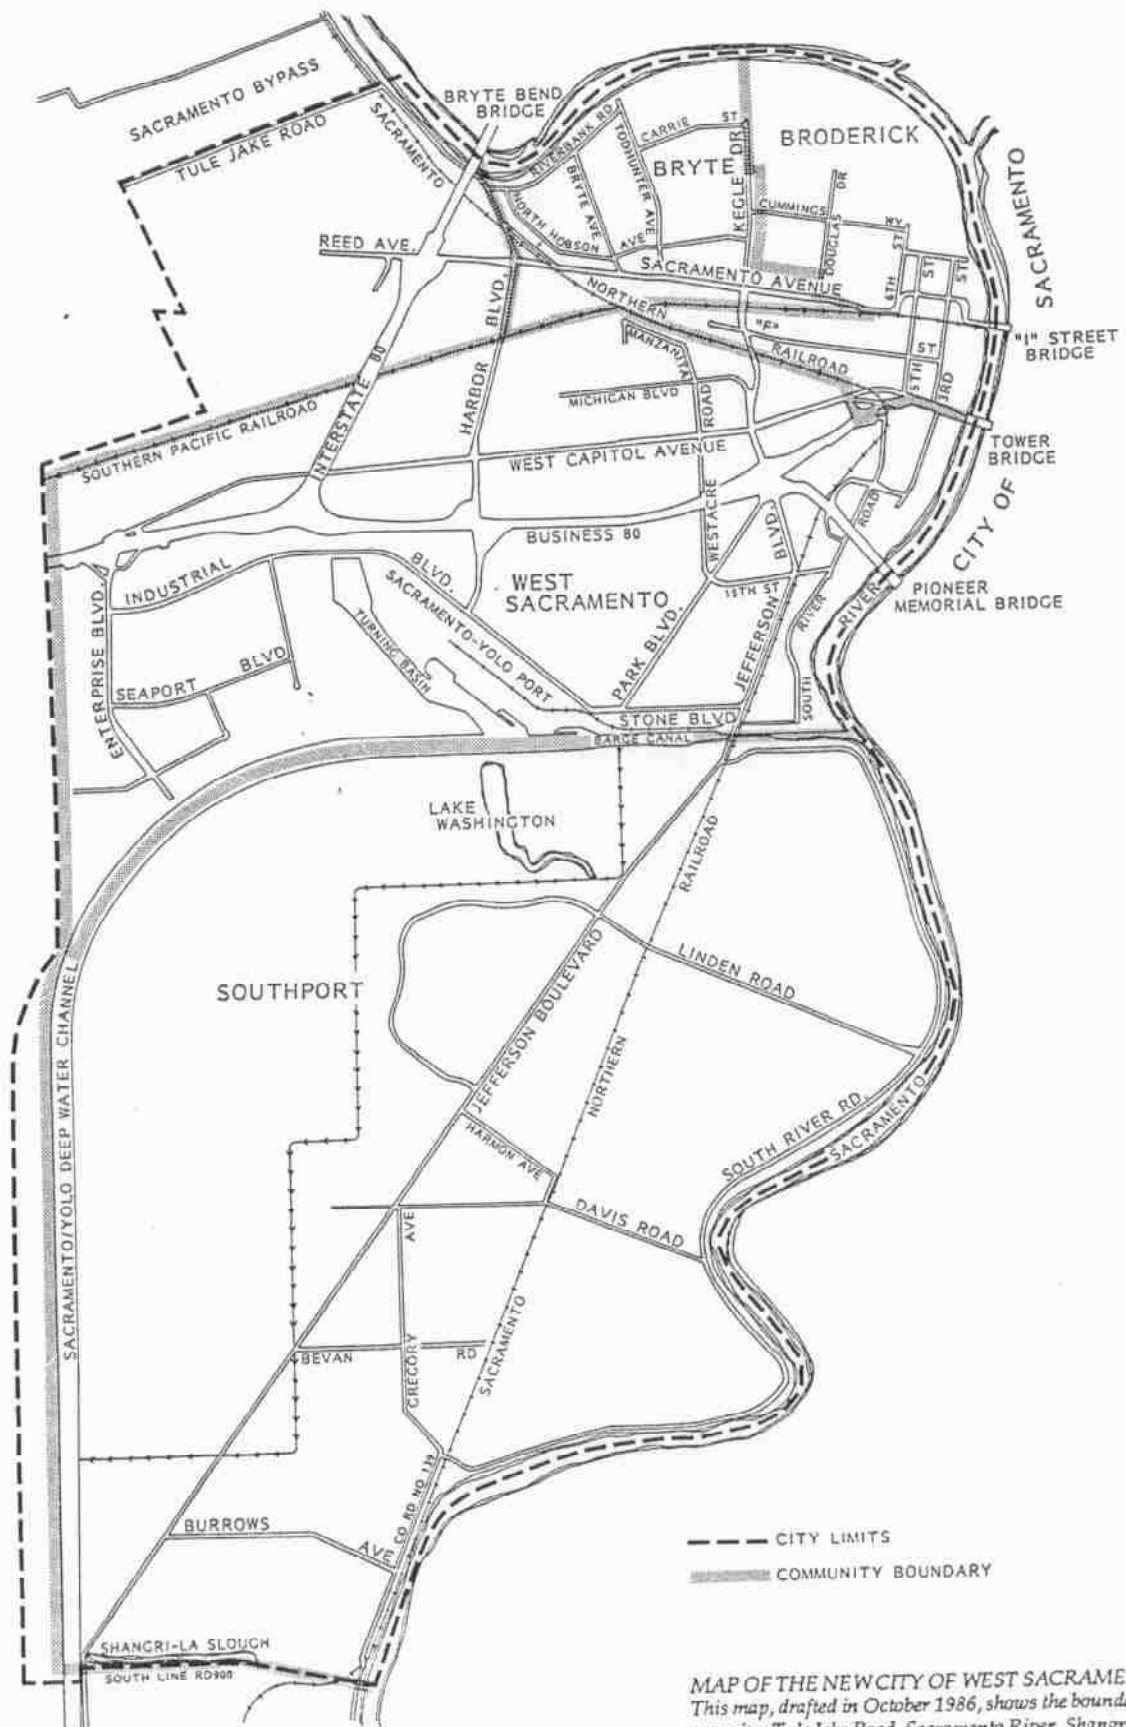 SACRAMENTO BYPASS
TULE JAKE ROAD
SACRAMENTO
BRYTE BEND
BRIDGE
RIVERBANK RD
TODHUNTER AVE
CARRIE ST
BRYTE AVE
BRYTE
KEGLE DR
BRODERICK
CUMMINGS WY
DOUGLAS DR
NORTH HOBSON AVE
REED AVE.
SACRAMENTO AVENUE
6TH ST
ST
ST
SACRAMENTO
NORTHERN
RAILROAD
"F" ST
5TH
3RD
"I" STREET
BRIDGE
HARBOR BLVD.
INTERSTATE 80
SOUTHERN PACIFIC RAILROAD
MANZANITA
ROAD
MICHIGAN BLVD
WEST CAPITOL AVENUE
TOWER
BRIDGE
CITY OF
BUSINESS 80
WESTACRE
BLVD.
ROAD
15TH ST
PIONEER
MEMORIAL BRIDGE
RIVER
RIVER
SOUTH
INDUSTRIAL BLVD.
SACRAMENTO-YOLO PORT
WEST
SACRAMENTO
PARK BLVD.
JEFFERSON
ENTERPRISE BLVD.
SEAPORT BLVD
TURNING BASIN
STONE BLVD
BARGE CANAL
LAKE
WASHINGTON
RAILROAD
LINDEN ROAD
JEFFERSON BOULEVARD
SOUTHPORT
SACRAMENTO/YOLO DEEP WATER CHANNEL
NORTHERN
SOUTH RIVER RD.
SACRAMENTO
HARMON AVE
DAVIS ROAD
GREGORY AVE
BEVAN RD
SACRAMENTO
CO RD NO 139
BURROWS AVE
CITY LIMITS
COMMUNITY BOUNDARY
SHANGRI-LA SLOUGH
SOUTH LINE RD900
MAP OF THE NEW CITY OF WEST SACRAME
This map, drafted in October 1986, shows the bounda
Tule Jake Road, Sacramento River, Shangr